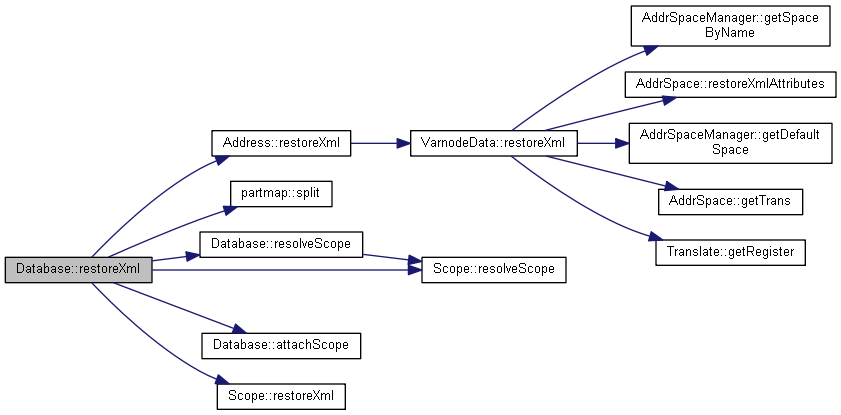 AddrSpaceManager::getSpace
ByName
AddrSpace::restoreXmlAttributes
Address::restoreXml
VarnodeData::restoreXml
AddrSpaceManager::getDefault
Space
partmap::split
AddrSpace::getTrans
Database::resolveScope
Translate::getRegister
Database::restoreXml
Scope::resolveScope
Database::attachScope
Scope::restoreXml